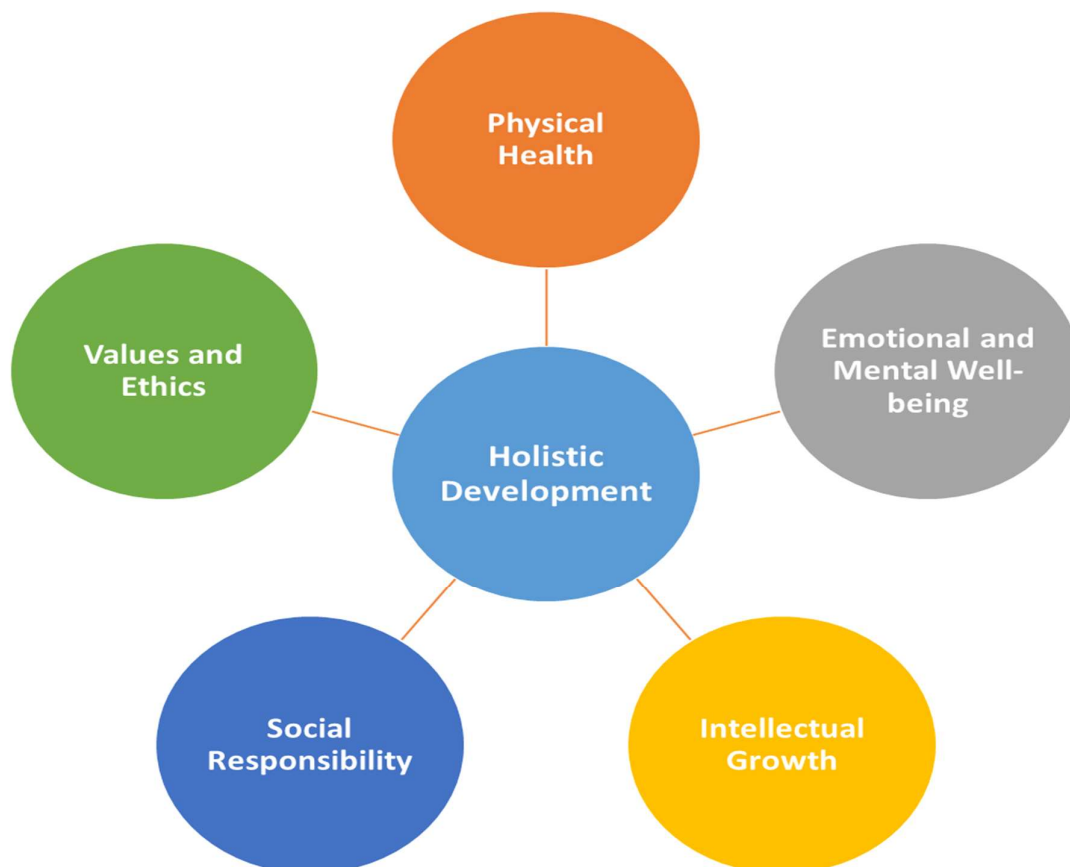 Physical
Health
Values and
Ethics
Emotional and
Mental Well-
being
Holistic
Development
Social
Responsibility
Intellectual
Growth